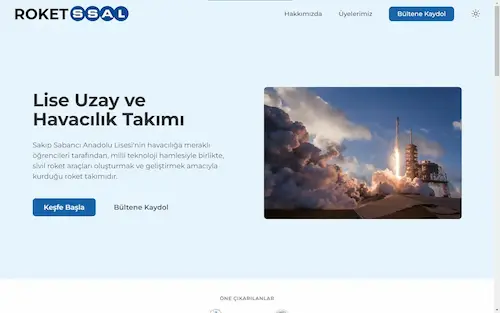 ROKET SSAL
Hakkımızda
Üyelerimiz
Bültene Kaydol
Lise Uzay ve
Havacılık Takımı
Sakıp Sabancı Anadolu Lisesi'nin havacılığa meraklı
öğrencileri tarafından, milli teknoloji hamlesiyle birlikte,
sivil roket araçları oluşturmak ve geliştirmek amacıyla
kurduğu roket takımıdır.
Keşfe Başla
Bültene Kaydol
ÖNE ÇIKARILANLAR